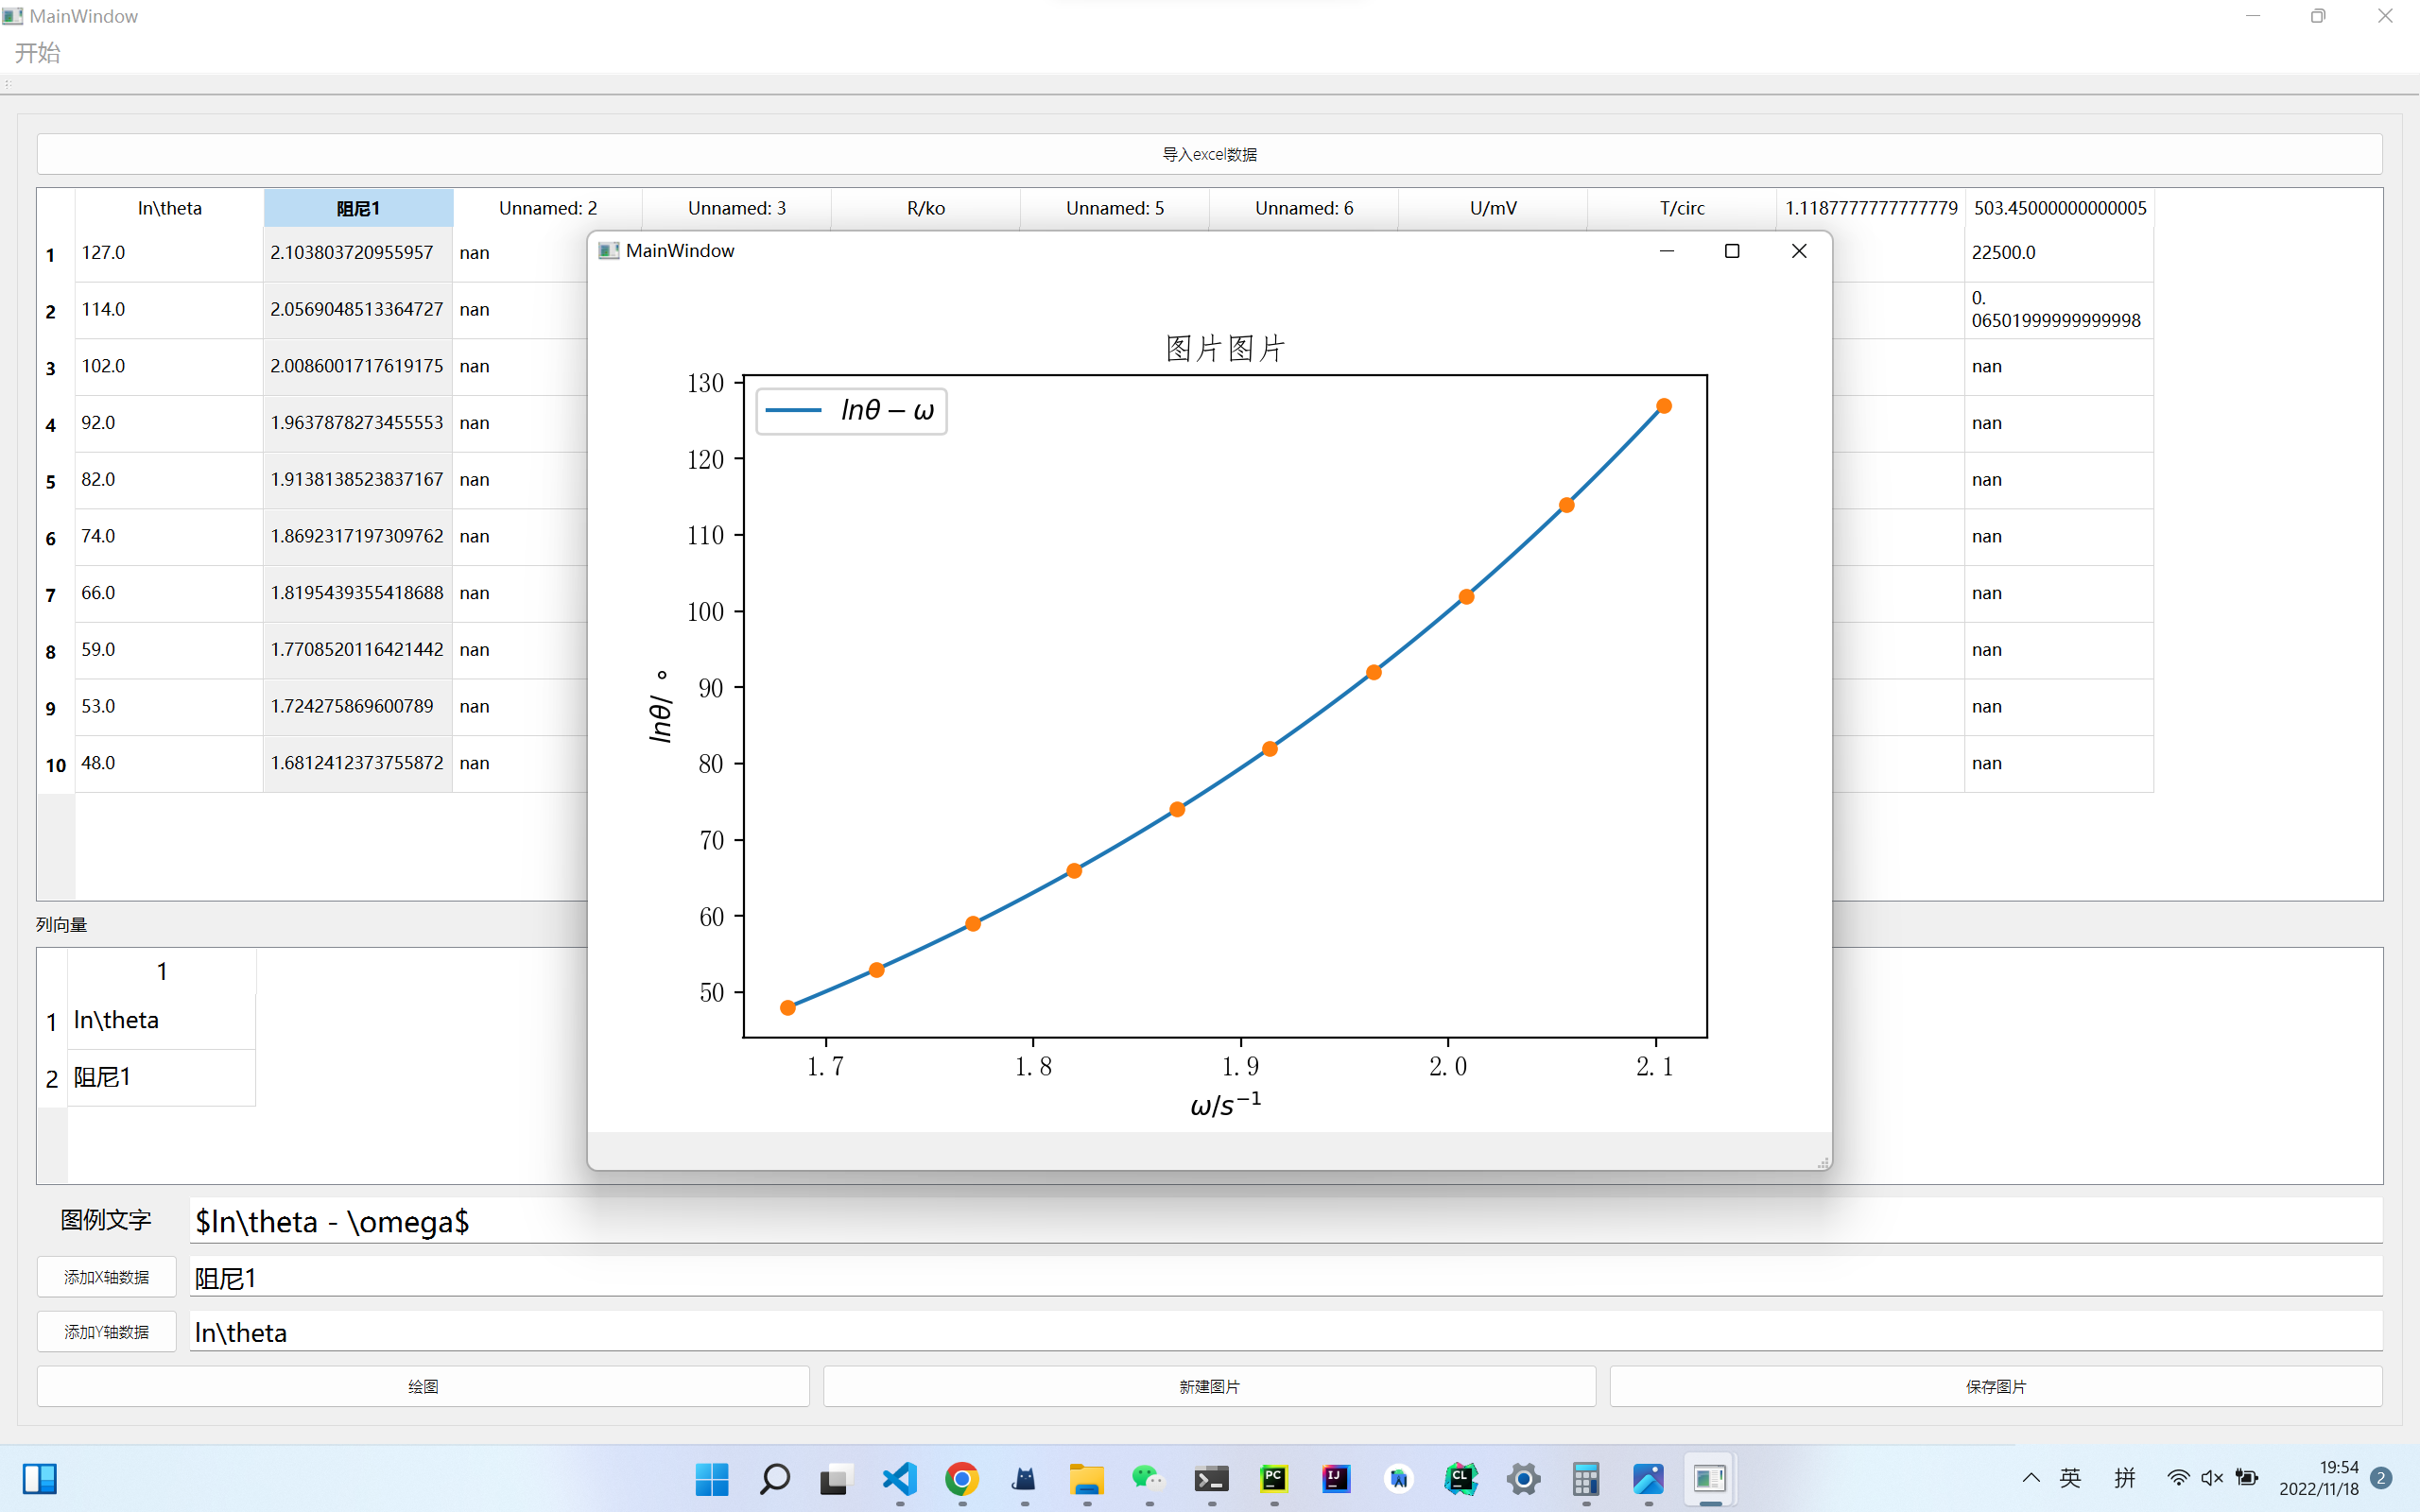 MainWindow
开始
导入excel数据
ln\theta 阻尼1 Unnamed: 2 Unnamed: 3 R/ko Unnamed: 5 Unnamed: 6 U/mV T/circ 1.1187777777777779 503.45000000000005
1 127.0 2.103803720955957 nan 22500.0
2 114.0 2.0569048513364727 nan 0.
06501999999999998
3 102.0 2.0086001717619175 nan nan
4 92.0 1.9637878273455553 nan nan
5 82.0 1.9138138523837167 nan nan
6 74.0 1.8692317197309762 nan nan
7 66.0 1.8195439355418688 nan nan
8 59.0 1.7708520116421442 nan nan
9 53.0 1.724275869600789 nan nan
10 48.0 1.6812412373755872 nan nan
MainWindow
图片图片
lnθ − ω
130
120
110
100
90
80
70
60
50
lnθ/ °
1.7 1.8 1.9 2.0 2.1
ω/s⁻¹
列向量
1
1 ln\theta
2 阻尼1
图例文字 $ln\theta - \omega$
添加X轴数据 阻尼1
添加Y轴数据 ln\theta
绘图 新建图片 保存图片
PC IJ CL
英 拼 19:54
2022/11/18 2